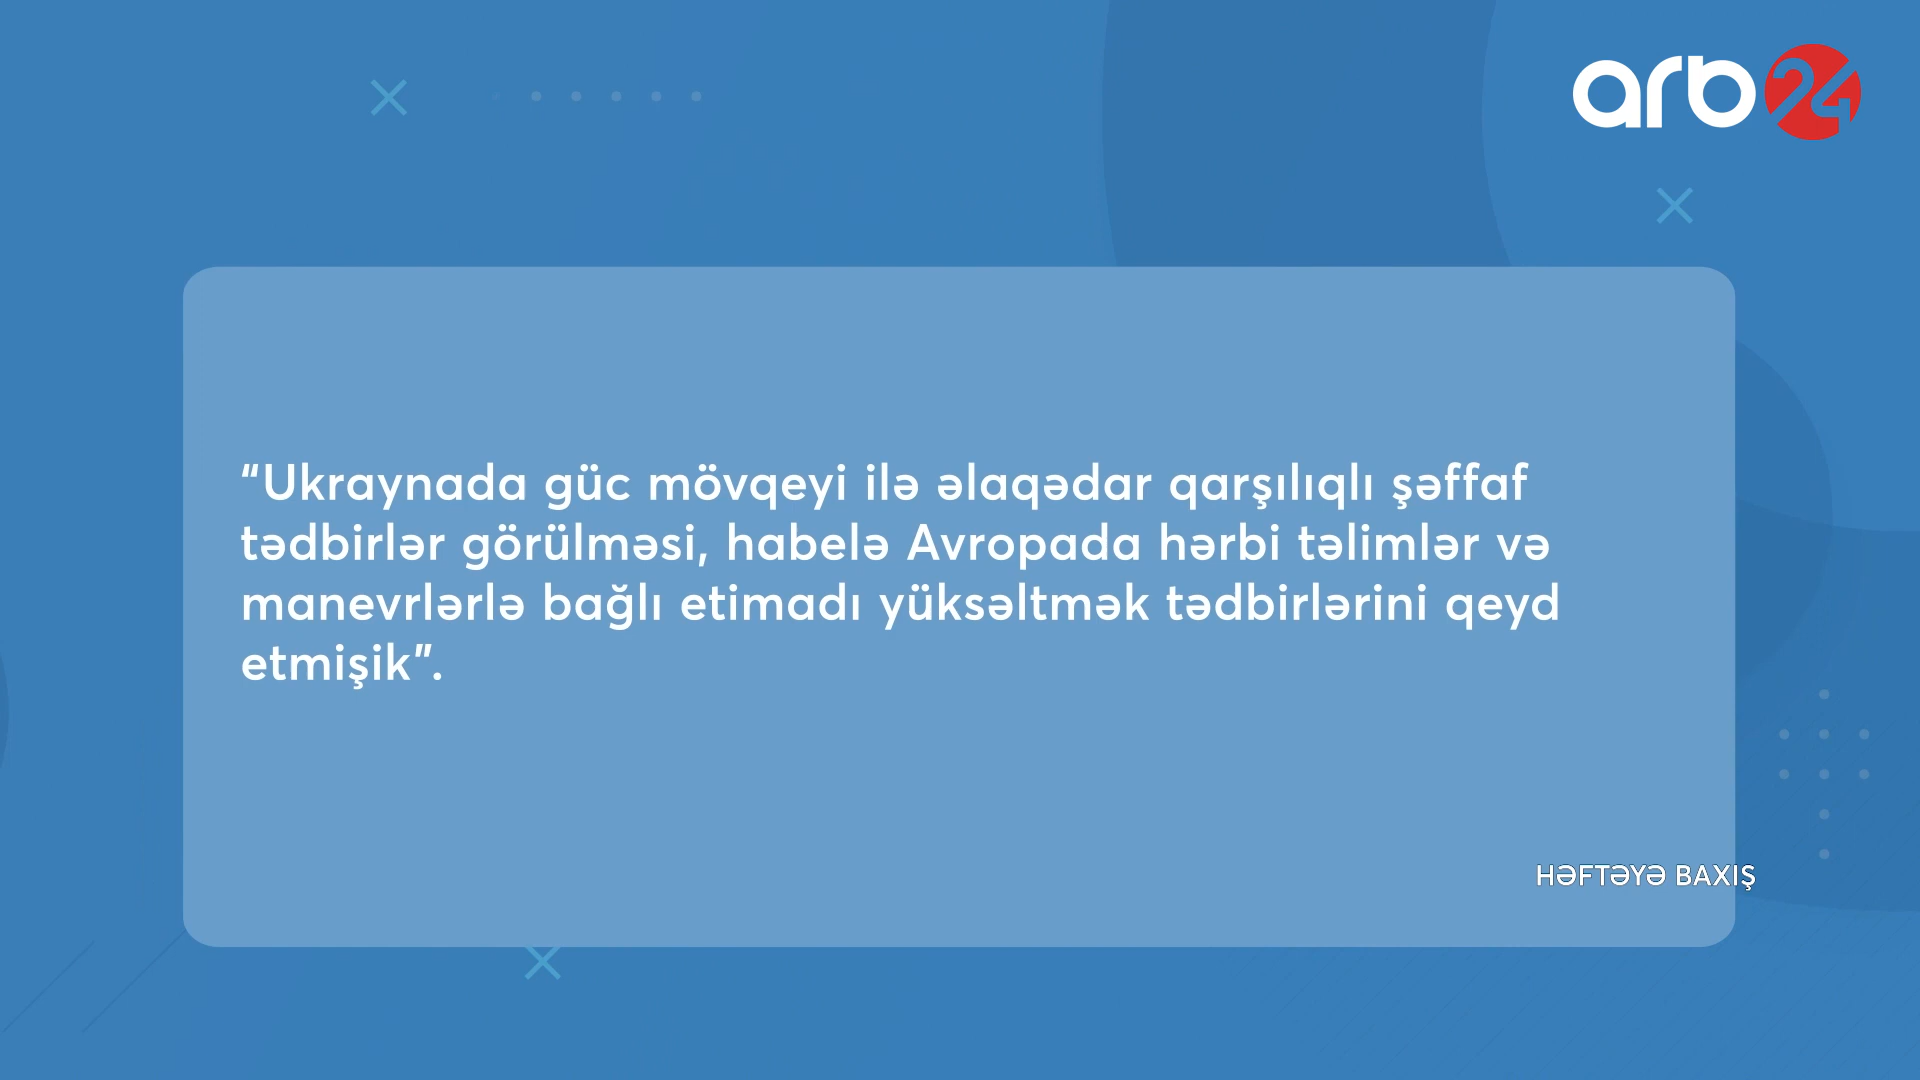 arb24
“Ukraynada güc mövqeyi ilə əlaqədar qarşılıqlı şəffaf
tədbirlər görülməsi, habelə Avropada hərbi təlimlər və
manevrlərlə bağlı etimadı yüksəltmək tədbirlərini qeyd
etmişik”.
HƏFTƏYƏ BAXIŞ